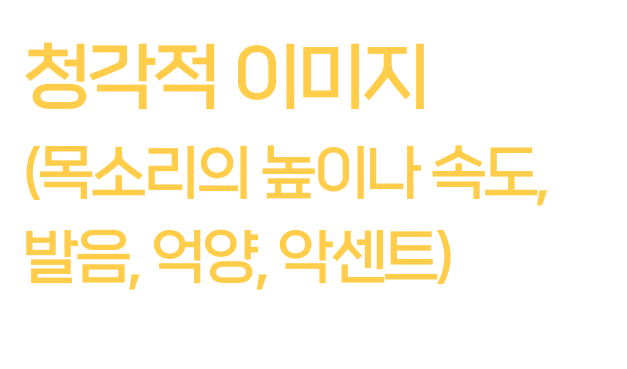 청각적 이미지
(목소리의 높이나 속도,
발음, 억양, 악센트)